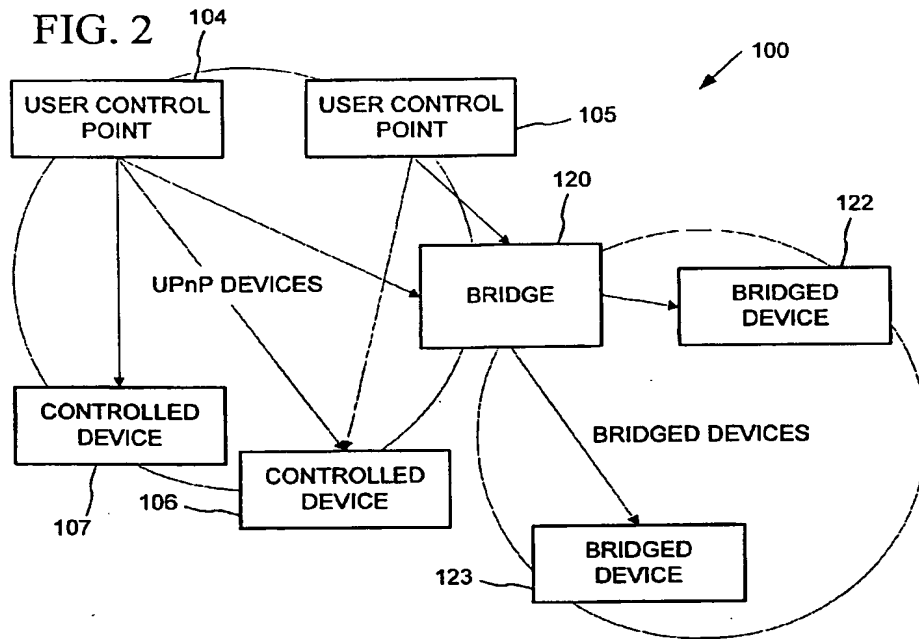 FIG. 2
104
100
USER CONTROL
POINT
USER CONTROL
POINT
105
120
122
UPnP DEVICES
BRIDGE
BRIDGED
DEVICE
CONTROLLED
DEVICE
107
BRIDGED DEVICES
CONTROLLED
DEVICE
106
BRIDGED
DEVICE
123